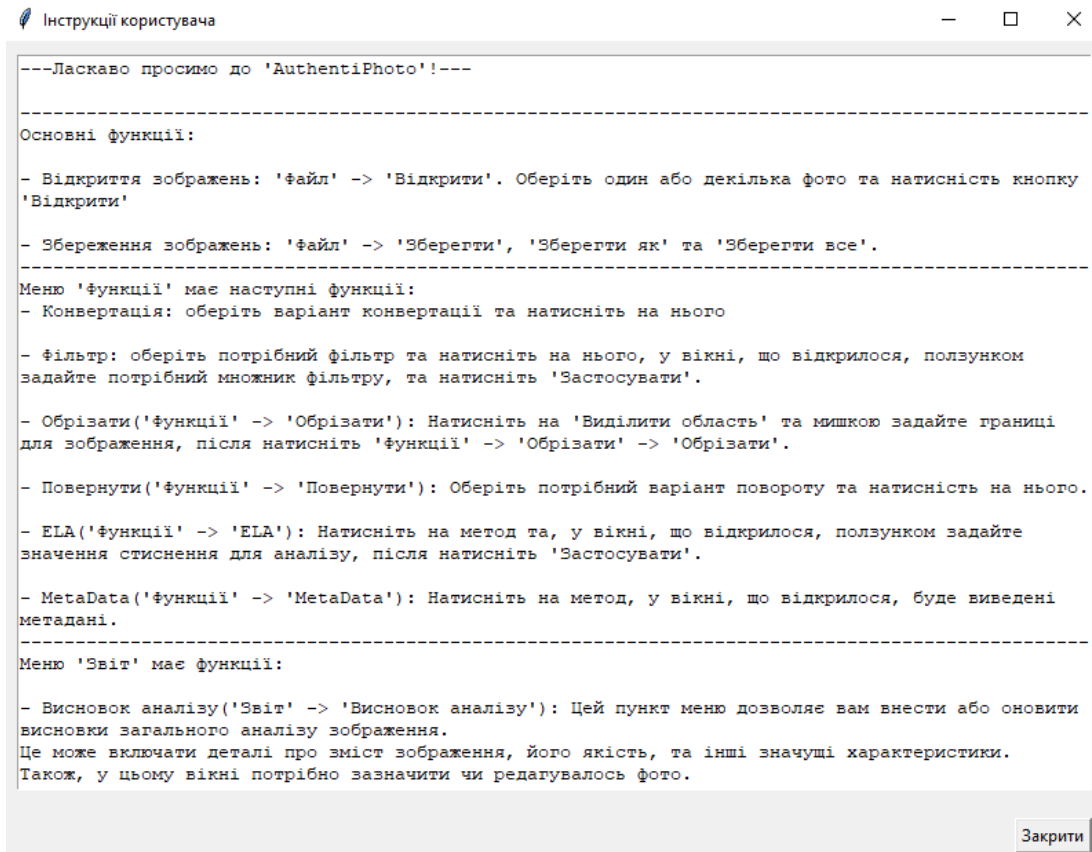 Інструкції користувача
---Ласкаво просимо до 'AuthentiPhoto'!---
--------------------------------------------------------------------------------------------------
Основні функції:
- Відкриття зображень: 'Файл' -> 'Відкрити'. Оберіть один або декілька фото та натисність кнопку
'Відкрити'
- Збереження зображень: 'Файл' -> 'Зберегти', 'Зберегти як' та 'Зберегти все'.
--------------------------------------------------------------------------------------------------
Меню 'Функції' має наступні функції:
- Конвертація: оберіть варіант конвертації та натисніть на нього
- Фільтр: оберіть потрібний фільтр та натисніть на нього, у вікні, що відкрилося, ползунком
задайте потрібний множник фільтру, та натисніть 'Застосувати'.
- Обрізати('Функції' -> 'Обрізати'): Натисніть на 'Виділити область' та мишкою задайте границі
для зображення, після натисніть 'Функції' -> 'Обрізати' -> 'Обрізати'.
- Повернути('Функції' -> 'Повернути'): Оберіть потрібний варіант повороту та натисність на нього.
- ELA('Функції' -> 'ELA'): Натисніть на метод та, у вікні, що відкрилося, ползунком задайте
значення стиснення для аналізу, після натисніть 'Застосувати'.
- MetaData('Функції' -> 'MetaData'): Натисніть на метод, у вікні, що відкрилося, буде виведені
метадані.
--------------------------------------------------------------------------------------------------
Меню 'Звіт' має функції:
- Висновок аналізу('Звіт' -> 'Висновок аналізу'): Цей пункт меню дозволяє вам внести або оновити
висновки загального аналізу зображення.
Це може включати деталі про зміст зображення, його якість, та інші значущі характеристики.
Також, у цьому вікні потрібно зазначити чи редагувалось фото.
Закрити